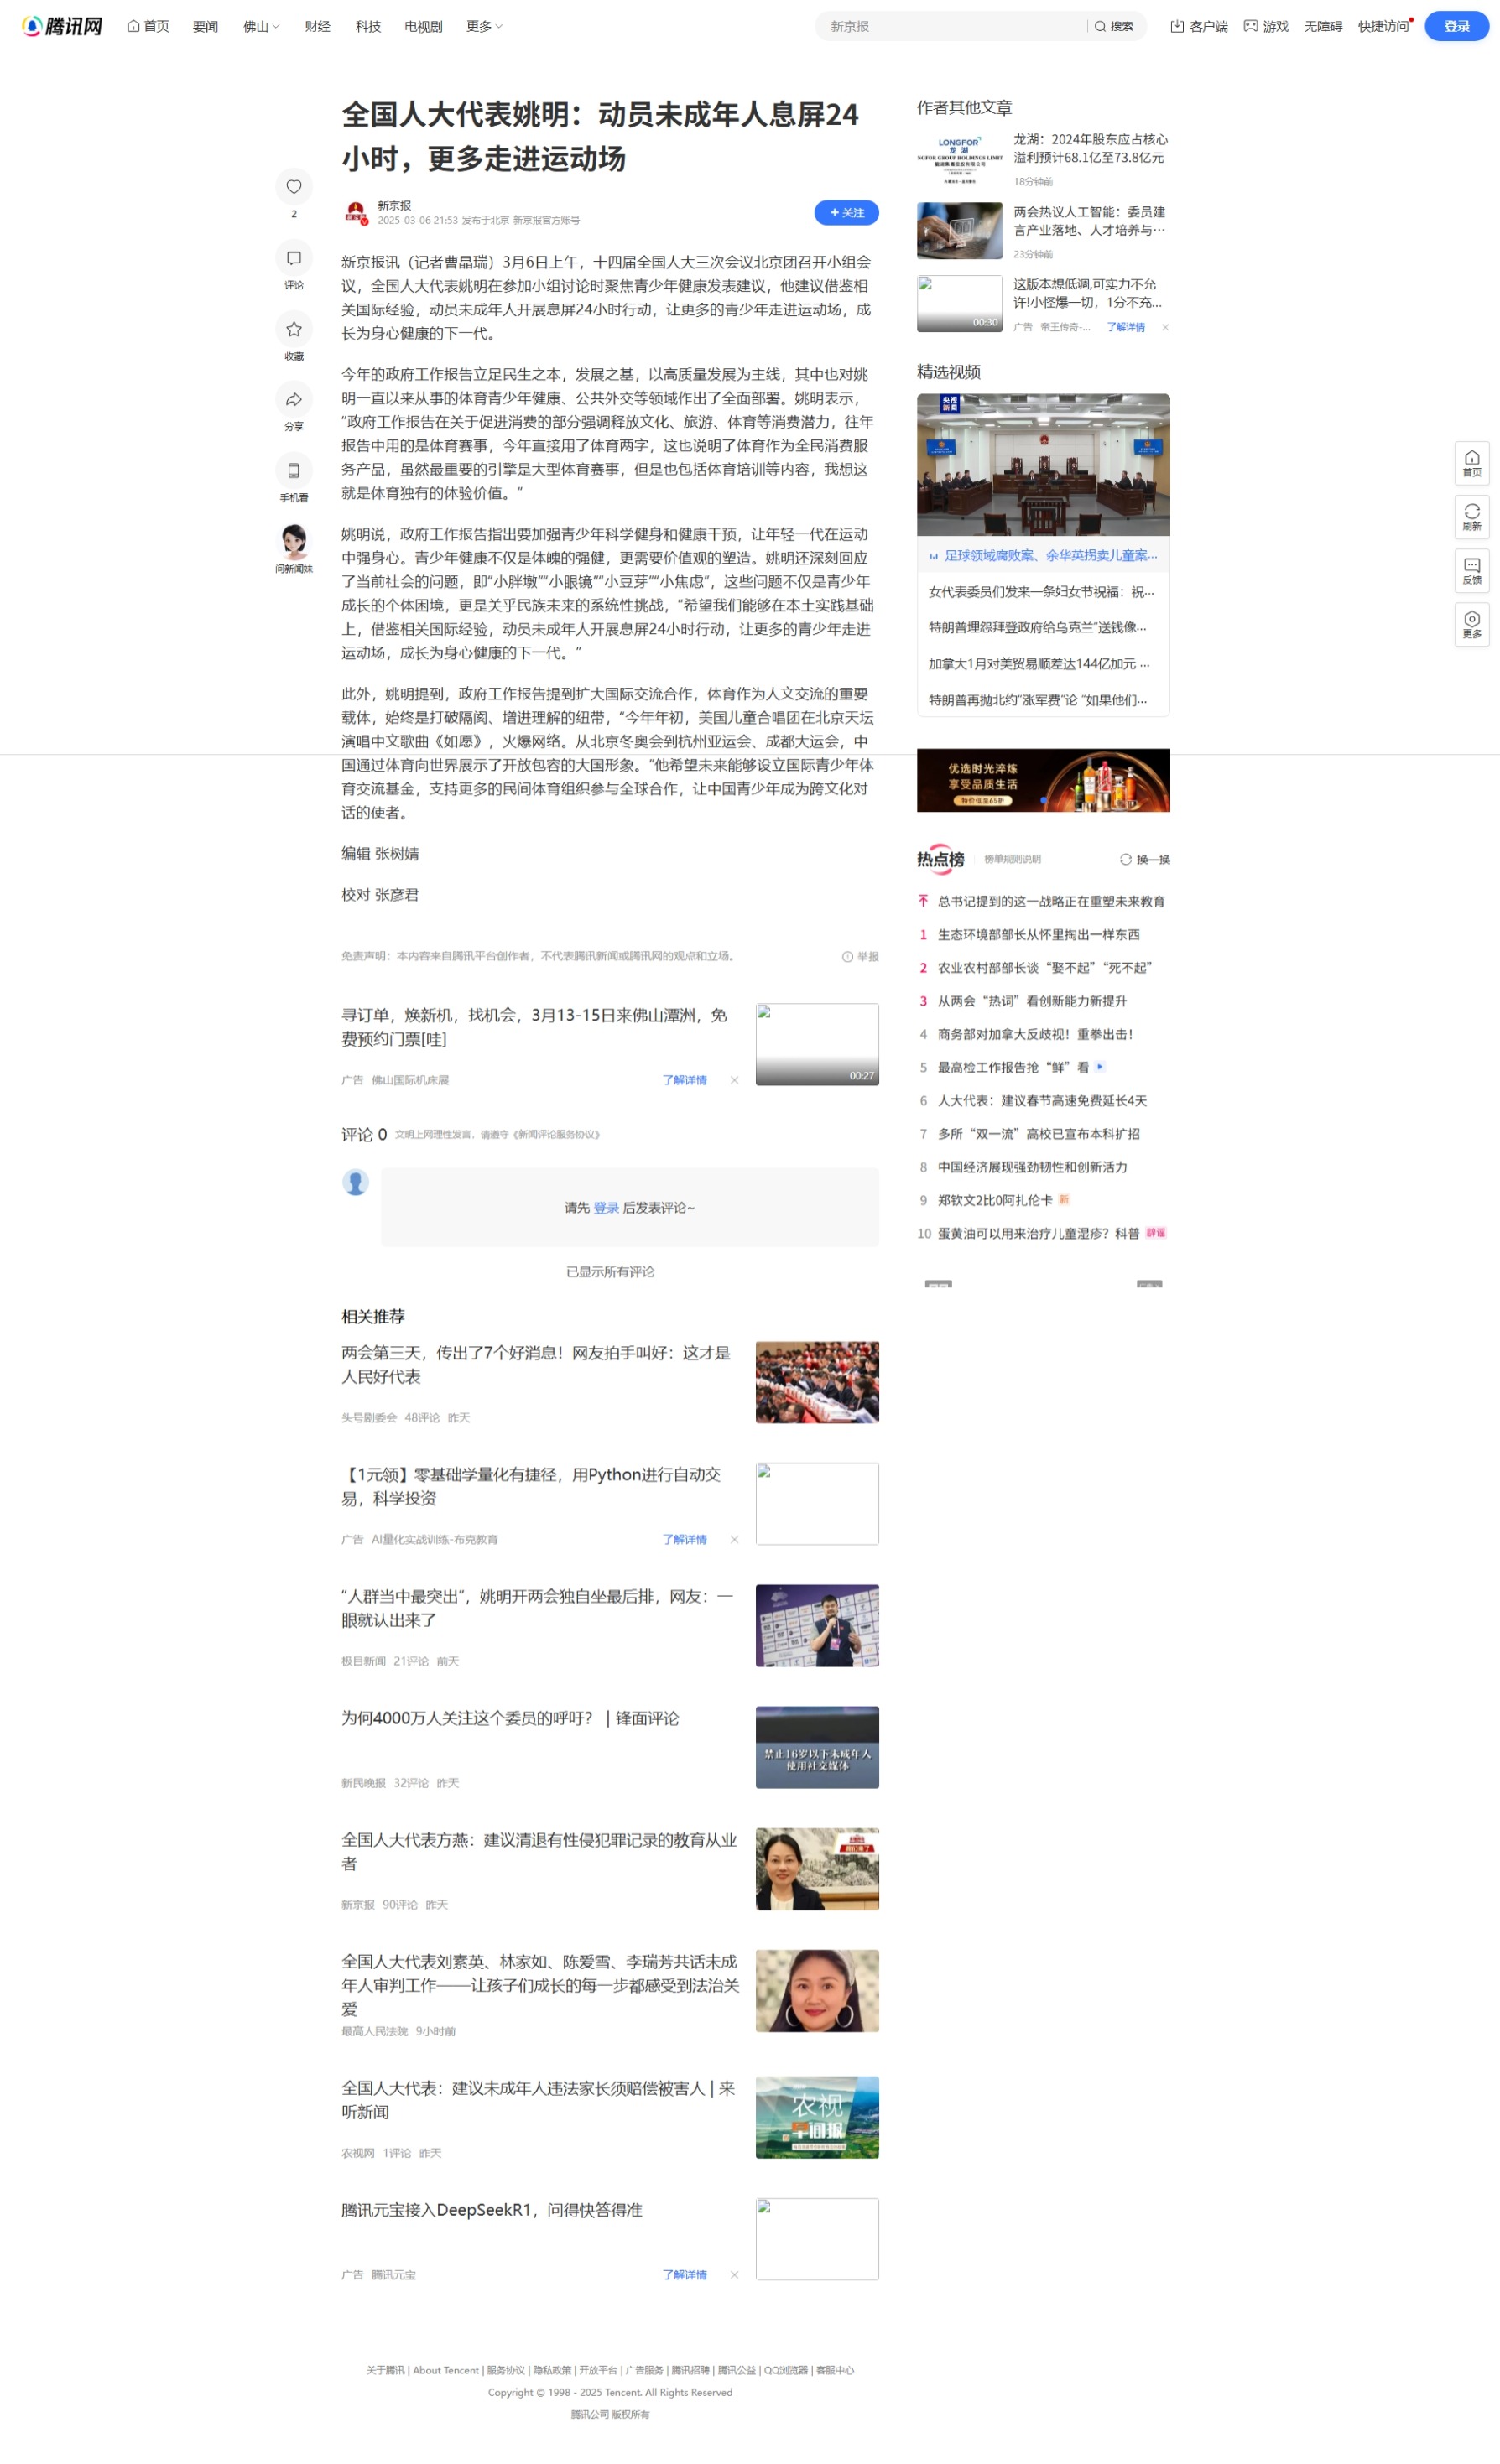 腾讯网
首页
要闻
佛山
财经
科技
电视剧
更多
新京报
搜索
客户端
游戏
无障碍
快捷访问
登录
全国人大代表姚明：动员未成年人息屏24
小时，更多走进运动场
新京报
2025-03-06 21:53 发布于北京 新京报官方账号
+ 关注
2
评论
收藏
分享
手机看
问新闻妹
新京报讯（记者曹晶瑞）3月6日上午，十四届全国人大三次会议北京团召开小组会
议，全国人大代表姚明在参加小组讨论时聚焦青少年健康发表建议，他建议借鉴相
关国际经验，动员未成年人开展息屏24小时行动，让更多的青少年走进运动场，成
长为身心健康的下一代。
今年的政府工作报告立足民生之本，发展之基，以高质量发展为主线，其中也对姚
明一直以来从事的体育青少年健康、公共外交等领域作出了全面部署。姚明表示，
“政府工作报告在关于促进消费的部分强调释放文化、旅游、体育等消费潜力，往年
报告中用的是体育赛事，今年直接用了体育两字，这也说明了体育作为全民消费服
务产品，虽然最重要的引擎是大型体育赛事，但是也包括体育培训等内容，我想这
就是体育独有的体验价值。”
姚明说，政府工作报告指出要加强青少年科学健身和健康干预，让年轻一代在运动
中强身心。青少年健康不仅是体魄的强健，更需要价值观的塑造。姚明还深刻回应
了当前社会的问题，即“小胖墩”“小眼镜”“小豆芽”“小焦虑”，这些问题不仅是青少年
成长的个体困境，更是关乎民族未来的系统性挑战，“希望我们能够在本土实践基础
上，借鉴相关国际经验，动员未成年人开展息屏24小时行动，让更多的青少年走进
运动场，成长为身心健康的下一代。”
此外，姚明提到，政府工作报告提到扩大国际交流合作，体育作为人文交流的重要
载体，始终是打破隔阂、增进理解的纽带，“今年年初，美国儿童合唱团在北京天坛
演唱中文歌曲《如愿》，火爆网络。从北京冬奥会到杭州亚运会、成都大运会，中
国通过体育向世界展示了开放包容的大国形象。”他希望未来能够设立国际青少年体
育交流基金，支持更多的民间体育组织参与全球合作，让中国青少年成为跨文化对
话的使者。
编辑 张树婧
校对 张彦君
免责声明：本内容来自腾讯平台创作者，不代表腾讯新闻或腾讯网的观点和立场。
举报
寻订单，焕新机，找机会，3月13-15日来佛山潭洲，免
费预约门票[哇]
广告 佛山国际机床展
了解详情
00:27
评论 0 文明上网理性发言，请遵守《新闻评论服务协议》
请先 登录 后发表评论~
已显示所有评论
相关推荐
两会第三天，传出了7个好消息！网友拍手叫好：这才是
人民好代表
头号剧委会 48评论 昨天
【1元领】零基础学量化有捷径，用Python进行自动交
易，科学投资
广告 AI量化实战训练-布克教育
了解详情
“人群当中最突出”，姚明开两会独自坐最后排，网友：一
眼就认出来了
极目新闻 21评论 前天
为何4000万人关注这个委员的呼吁？ | 锋面评论
新民晚报 32评论 昨天
禁止16岁以下未成年人
使用社交媒体
全国人大代表方燕：建议清退有性侵犯罪记录的教育从业
者
新京报 90评论 昨天
全国人大代表刘素英、林家如、陈爱雪、李瑞芳共话未成
年人审判工作——让孩子们成长的每一步都感受到法治关
爱
最高人民法院 9小时前
全国人大代表：建议未成年人违法家长须赔偿被害人 | 来
听新闻
农视网 1评论 昨天
农视
午间报
腾讯元宝接入DeepSeekR1，问得快答得准
广告 腾讯元宝
了解详情
作者其他文章
LONGFOR
龙湖
龙湖：2024年股东应占核心
溢利预计68.1亿至73.8亿元
18分钟前
两会热议人工智能：委员建
言产业落地、人才培养与…
23分钟前
这版本想低调,可实力不允
许!小怪爆一切，1分不充...
00:30
广告 帝王传奇-...
了解详情
精选视频
央视
新闻
足球领域腐败案、余华英拐卖儿童案…
女代表委员们发来一条妇女节祝福：祝…
特朗普埋怨拜登政府给乌克兰“送钱像…
加拿大1月对美贸易顺差达144亿加元 …
特朗普再抛北约“涨军费”论 “如果他们…
优选时光淬炼
享受品质生活
特价低至65折
热点榜
榜单规则说明
换一换
总书记提到的这一战略正在重塑未来教育
1 生态环境部部长从怀里掏出一样东西
2 农业农村部部长谈“娶不起”“死不起”
3 从两会“热词”看创新能力新提升
4 商务部对加拿大反歧视！重拳出击！
5 最高检工作报告抢“鲜”看
6 人大代表：建议春节高速免费延长4天
7 多所“双一流”高校已宣布本科扩招
8 中国经济展现强劲韧性和创新活力
9 郑钦文2比0阿扎伦卡 新
10 蛋黄油可以用来治疗儿童湿疹？科普 辟谣
首页
刷新
反馈
更多
关于腾讯 | About Tencent | 服务协议 | 隐私政策 | 开放平台 | 广告服务 | 腾讯招聘 | 腾讯公益 | QQ浏览器 | 客服中心
Copyright © 1998 - 2025 Tencent. All Rights Reserved
腾讯公司 版权所有